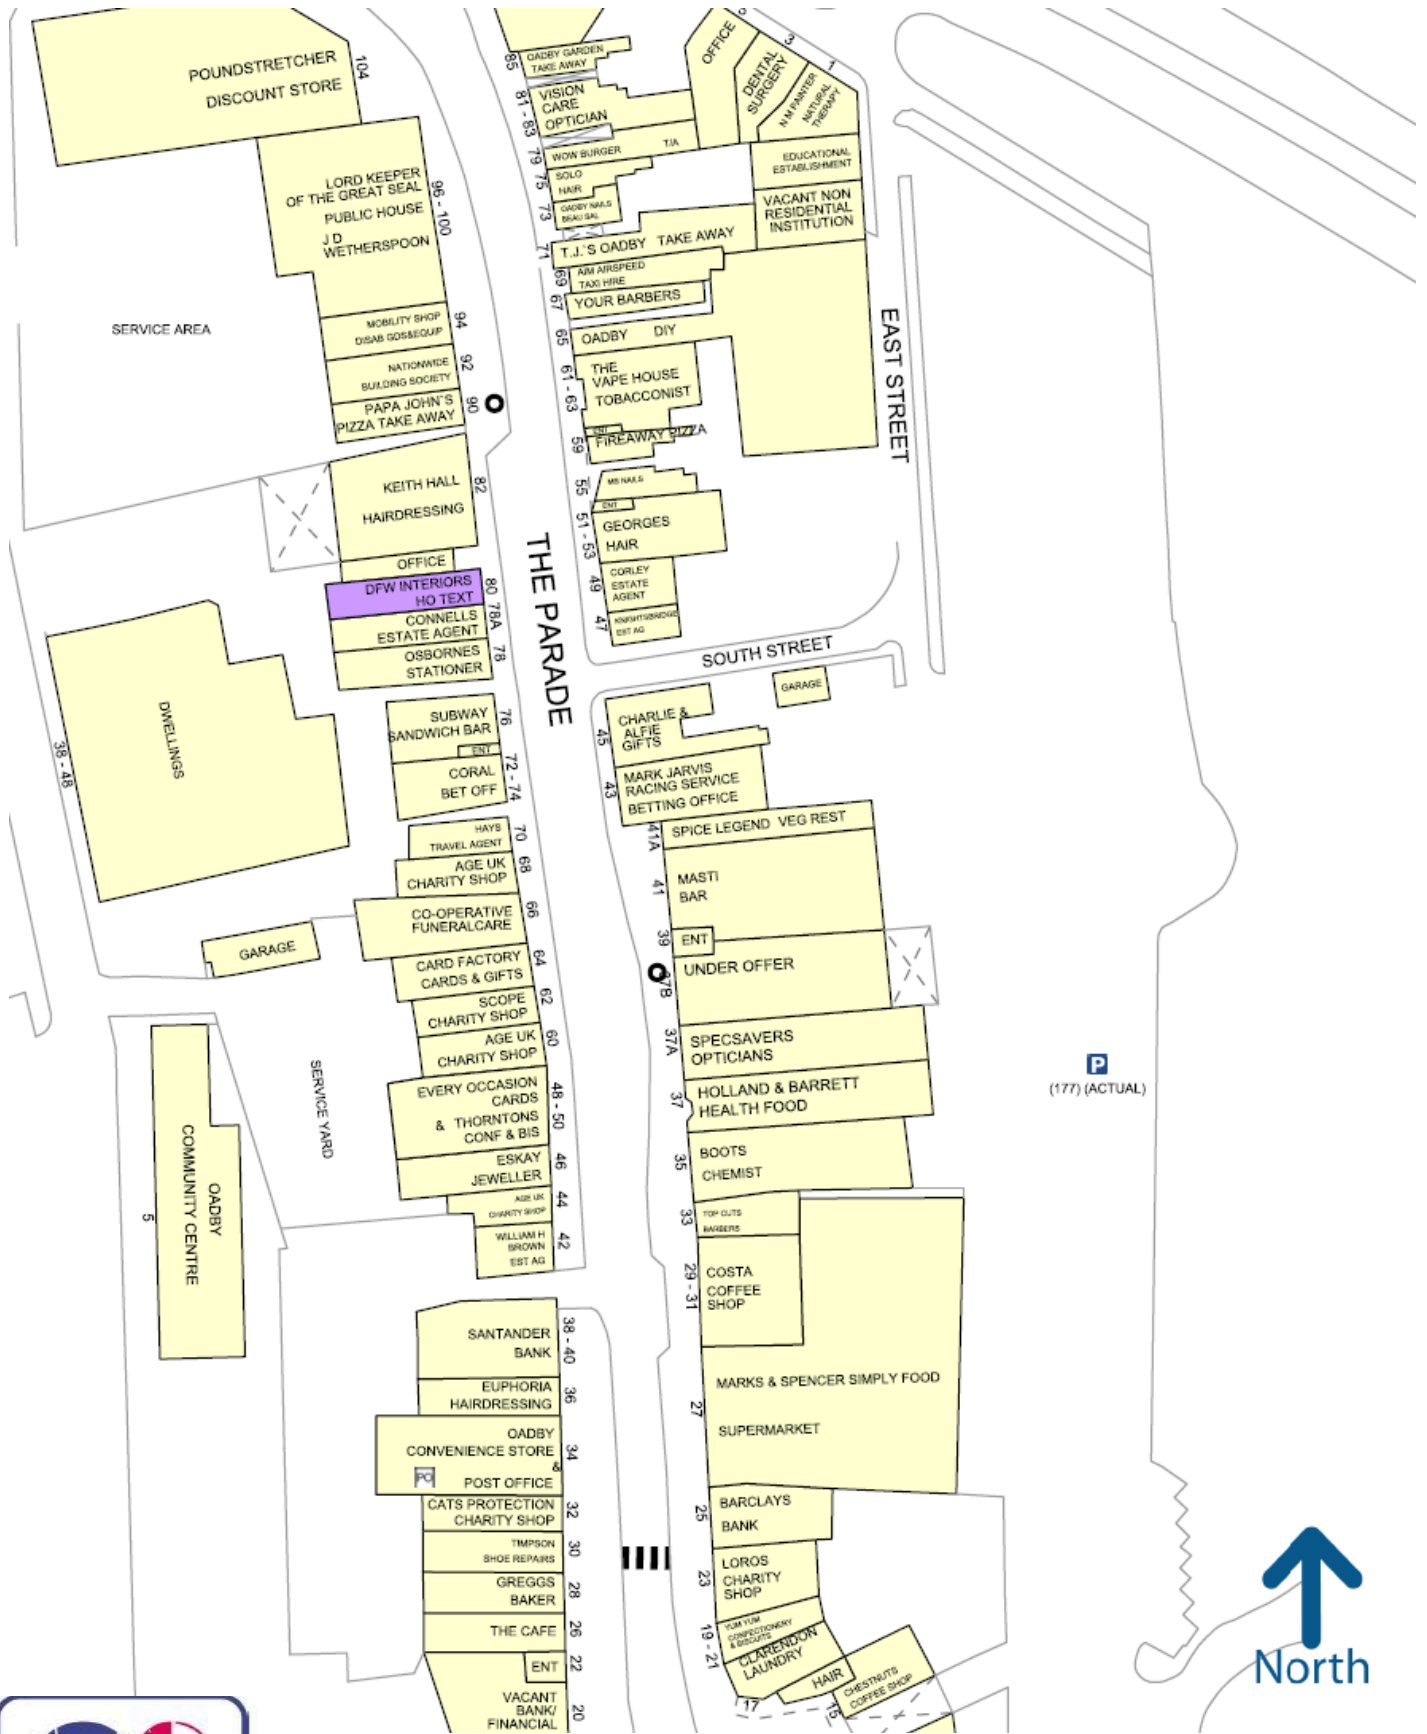 POUNDSTRETCHER
DISCOUNT STORE
104
LORD KEEPER
OF THE GREAT SEAL
PUBLIC HOUSE
J D
WETHERSPOON
96 - 100
SERVICE AREA
MOBILITY SHOP
DISAB GDS&EQUIP
94
NATIONWIDE
BUILDING SOCIETY
92
PAPA JOHN`S
PIZZA TAKE AWAY
90
KEITH HALL
HAIRDRESSING
82
OFFICE
DFW INTERIORS
HO TEXT
80
CONNELLS
ESTATE AGENT
78A
OSBORNES
STATIONER
78
DWELLINGS
38 - 48
SUBWAY
SANDWICH BAR
76
ENT
CORAL
BET OFF
72 - 74
HAYS
TRAVEL AGENT
70
AGE UK
CHARITY SHOP
68
CO-OPERATIVE
FUNERALCARE
66
GARAGE
CARD FACTORY
CARDS & GIFTS
64
SCOPE
CHARITY SHOP
62
AGE UK
CHARITY SHOP
60
EVERY OCCASION
CARDS
& THORNTONS
CONF & BIS
48 - 50
SERVICE YARD
ESKAY
JEWELLER
46
AGE UK
CHARITY SHOP
44
WILLIAM H
BROWN
EST AG
42
OADBY
COMMUNITY CENTRE
5
SANTANDER
BANK
38 - 40
EUPHORIA
HAIRDRESSING
36
OADBY
CONVENIENCE STORE
&
PO
POST OFFICE
34
CATS PROTECTION
CHARITY SHOP
32
TIMPSON
SHOE REPAIRS
30
GREGGS
BAKER
28
THE CAFE
26
ENT
22
VACANT
BANK/
FINANCIAL
20
THE PARADE
85
OADBY GARDEN
TAKE AWAY
81 - 83
VISION
CARE
OPTICIAN
79
WOW BURGER T/A
75
SOLO
HAIR
73
OADBY NAILS
BEAU SAL
71
T.J.`S OADBY TAKE AWAY
69
AIM AIRSPEED
TAXI HIRE
67
YOUR BARBERS
65
OADBY DIY
61 - 63
THE
VAPE HOUSE
TOBACCONIST
ENT
59
FIREAWAY PIZZA
55
MB NAILS
ENT
51 - 53
GEORGES
HAIR
49
CORLEY
ESTATE
AGENT
47
KNIGHTSBRIDGE
EST AG
OFFICE
3
DENTAL
SURGERY
1
N M PAINTER
NATURAL
THERAPY
EDUCATIONAL
ESTABLISHMENT
VACANT NON
RESIDENTIAL
INSTITUTION
EAST STREET
SOUTH STREET
GARAGE
45
CHARLIE &
ALFIE
GIFTS
43
MARK JARVIS
RACING SERVICE
BETTING OFFICE
41A
SPICE LEGEND VEG REST
41
MASTI
BAR
39
ENT
37B
UNDER OFFER
37A
SPECSAVERS
OPTICIANS
37
HOLLAND & BARRETT
HEALTH FOOD
35
BOOTS
CHEMIST
33
TOP CUTS
BARBERS
29 - 31
COSTA
COFFEE
SHOP
27
MARKS & SPENCER SIMPLY FOOD
SUPERMARKET
25
BARCLAYS
BANK
23
LOROS
CHARITY
SHOP
19 - 21
YUM YUM
CONFECTIONERY
& BISCUITS
CLARENDON
LAUNDRY
17
HAIR
15
CHESTNUTS
COFFEE SHOP
P
(177) (ACTUAL)
North